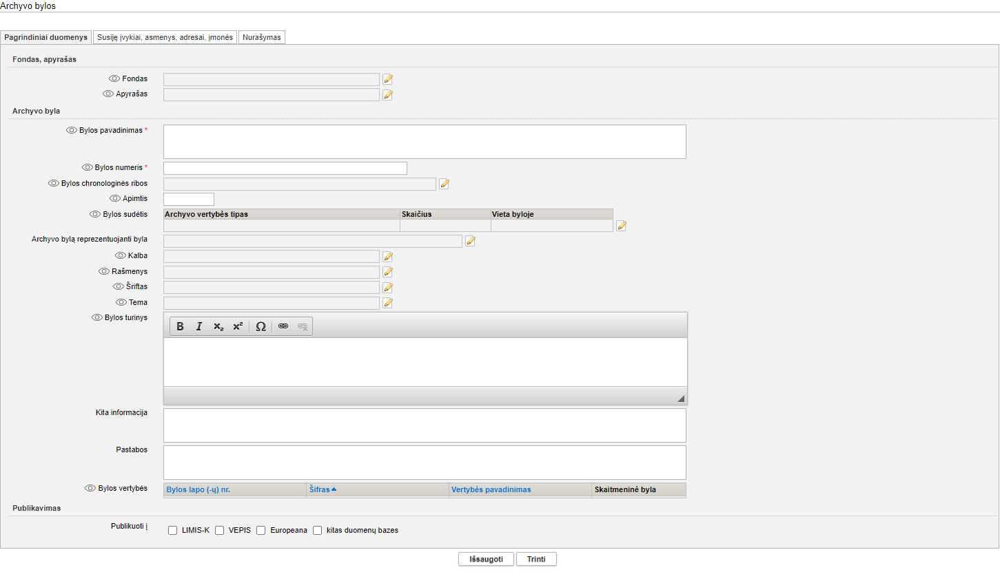 Archyvo bylos
Pagrindiniai duomenys Susiję įvykiai, asmenys, adresai, įmonės Nurašymas
Fondas, apyrašas
Fondas
Apyrašas
Archyvo byla
Bylos pavadinimas *
Bylos numeris *
Bylos chronologinės ribos
Apimtis
Bylos sudėtis Archyvo vertybės tipas Skaičius Vieta byloje
Archyvo bylą reprezentuojanti byla
Kalba
Rašmenys
Šriftas
Tema
Bylos turinys
B I x₂ x² Ω
Kita informacija
Pastabos
Bylos vertybės Bylos lapo (-ų) nr. Šifras Vertybės pavadinimas Skaitmeninė byla
Publikavimas
Publikuoti į LIMIS-K VEPIS Europeana kitas duomenų bazes
Išsaugoti Trinti